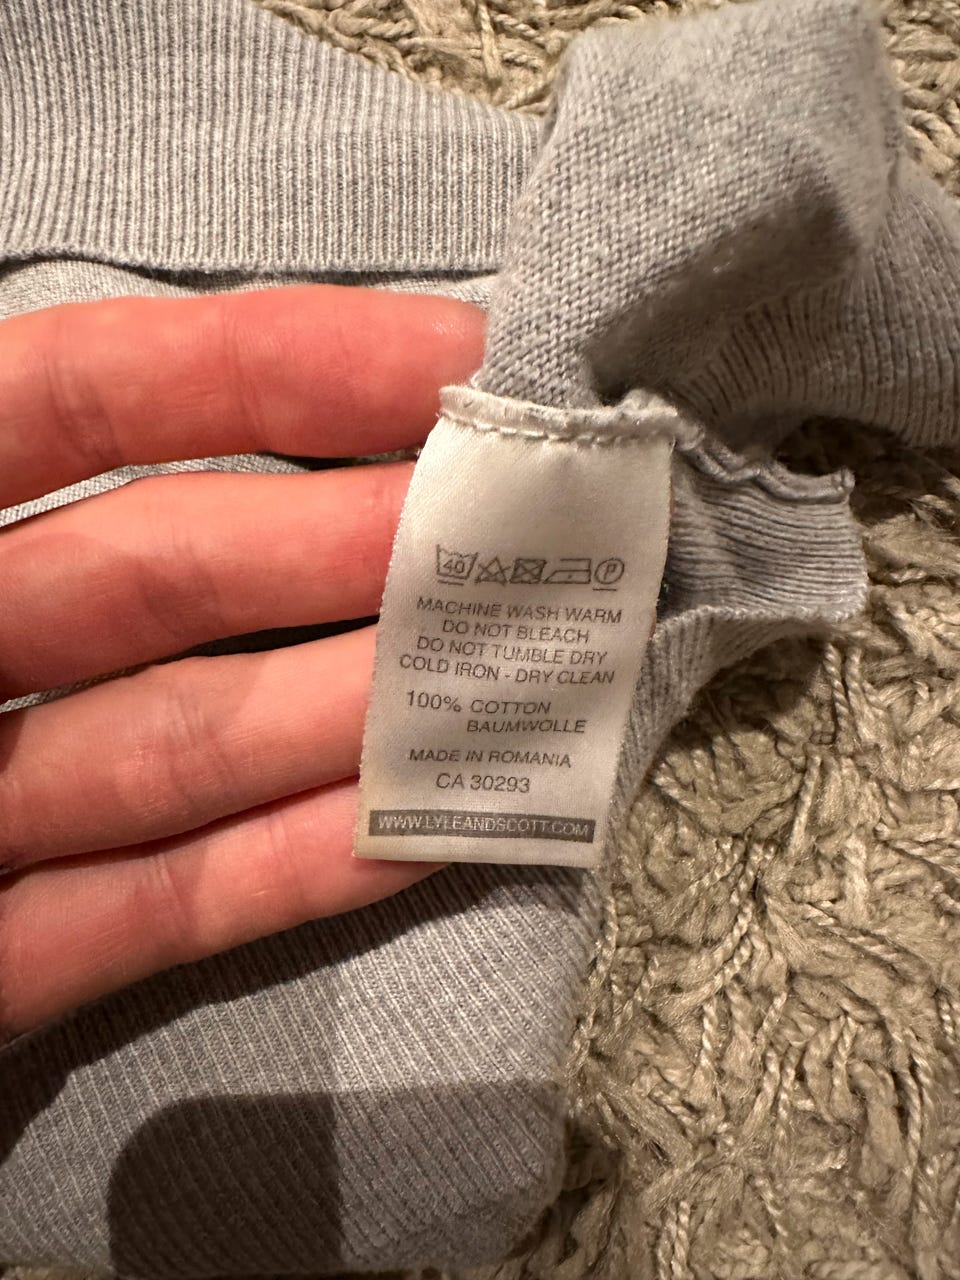 40 P
MACHINE WASH WARM
DO NOT BLEACH
DO NOT TUMBLE DRY
COLD IRON - DRY CLEAN
100% COTTON
BAUMWOLLE
MADE IN ROMANIA
CA 30293
WWW.LYLEANDSCOTT.COM